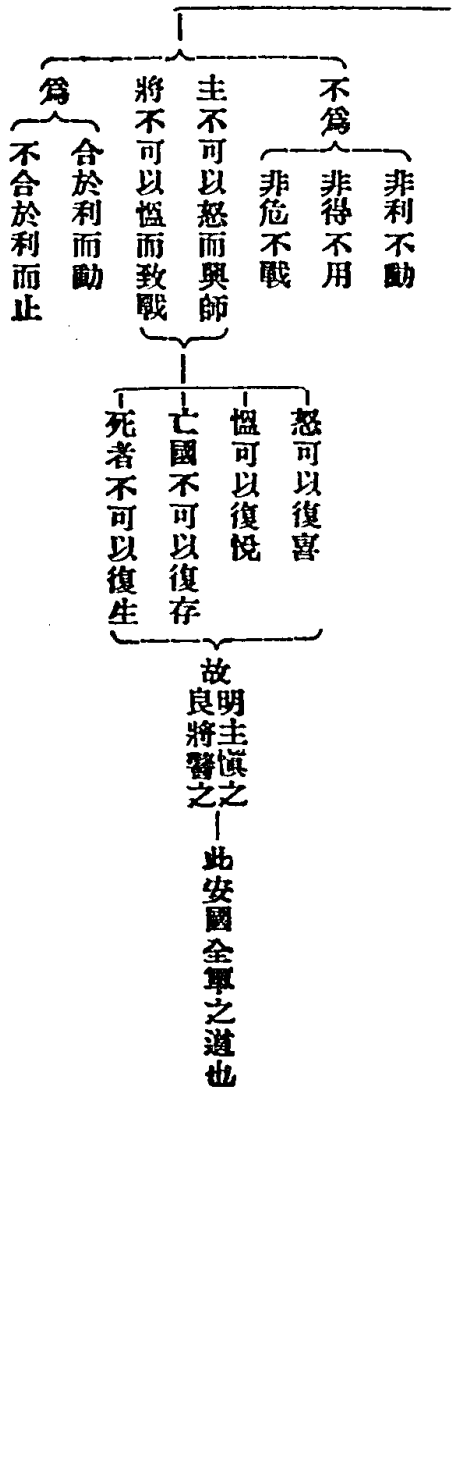 不爲
非利不動
非得不用
非危不戰
主不可以怒而興師
將不可以慍而致戰
爲
合於利而動
不合於利而止
怒可以復喜
慍可以復悅
亡國不可以復存
死者不可以復生
故
明主愼之
良將警之
此安國全軍之道也